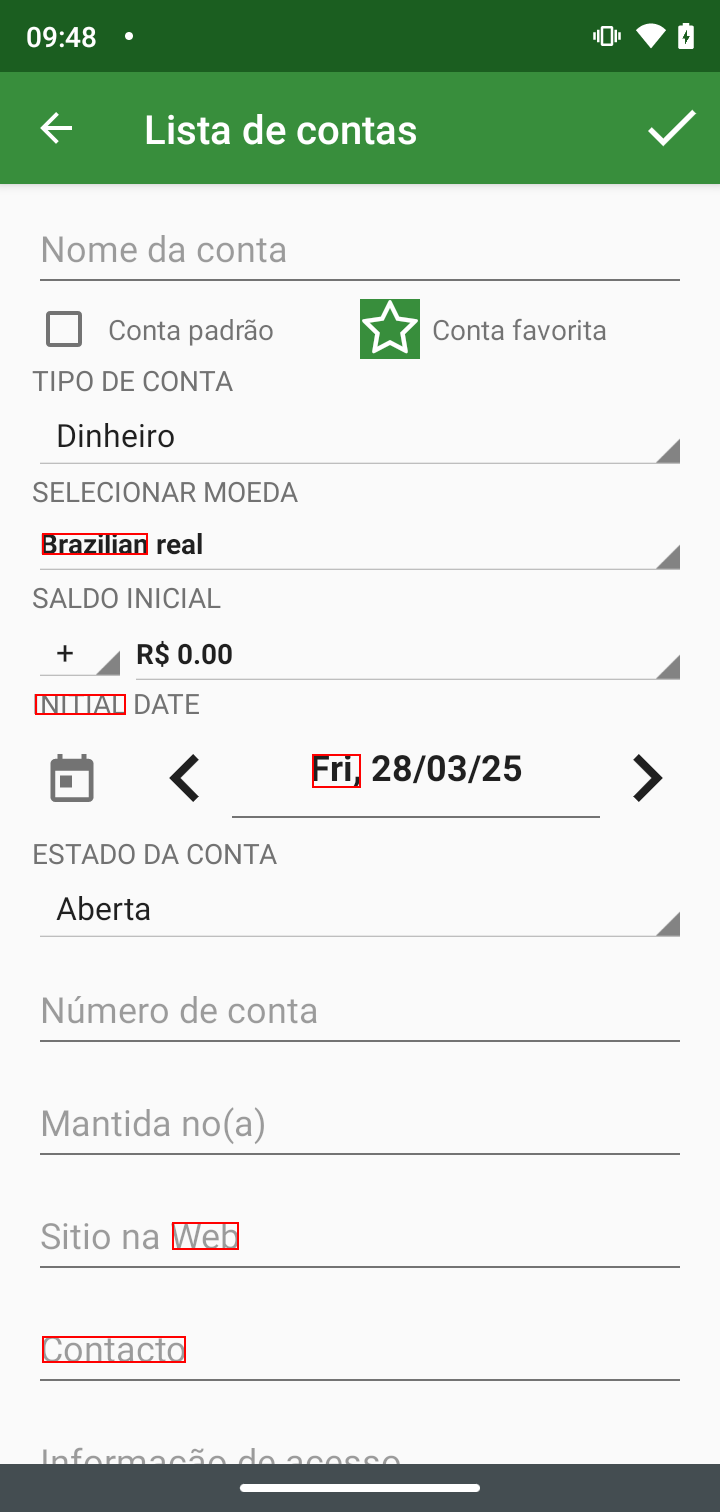 09:48
Lista de contas
Nome da conta
Conta padrão
Conta favorita
TIPO DE CONTA
Dinheiro
SELECIONAR MOEDA
Brazilian real
SALDO INICIAL
+ R$ 0.00
INITIAL DATE
Fri, 28/03/25
ESTADO DA CONTA
Aberta
Número de conta
Mantida no(a)
Sitio na Web
Contacto
Informação de acesso